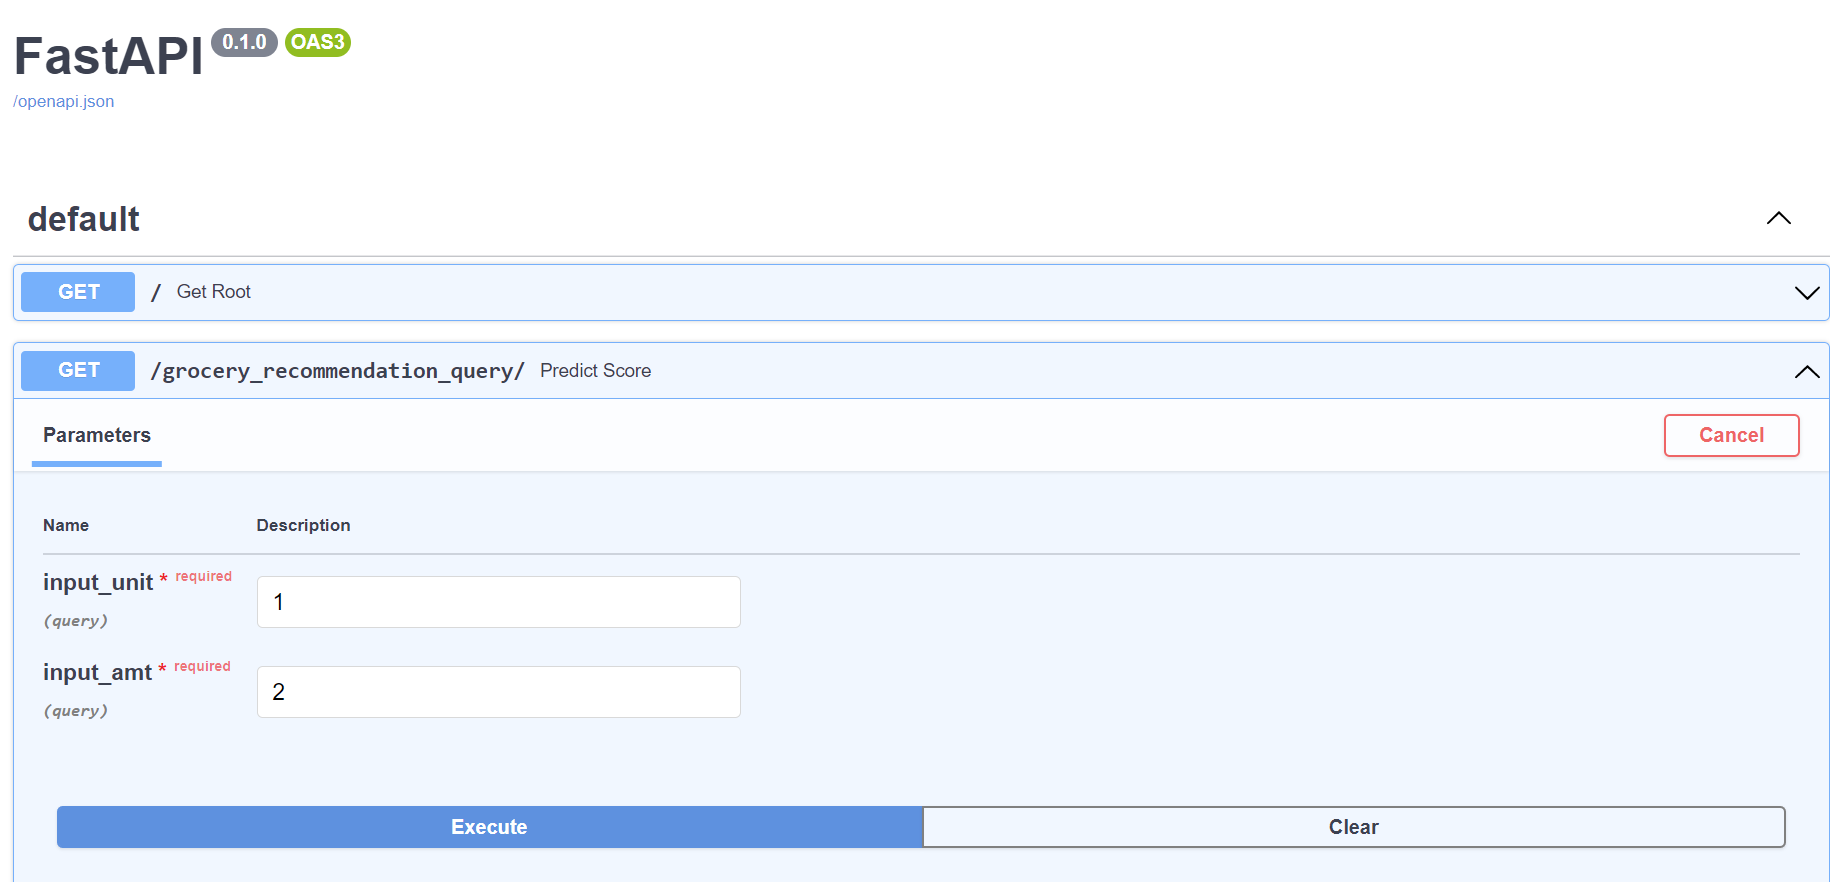 FastAPI 0.1.0 OAS3
/openapi.json
default
GET / Get Root
GET /grocery_recommendation_query/ Predict Score
Parameters Cancel
Name Description
input_unit * required 1
(query)
input_amt * required 2
(query)
Execute Clear